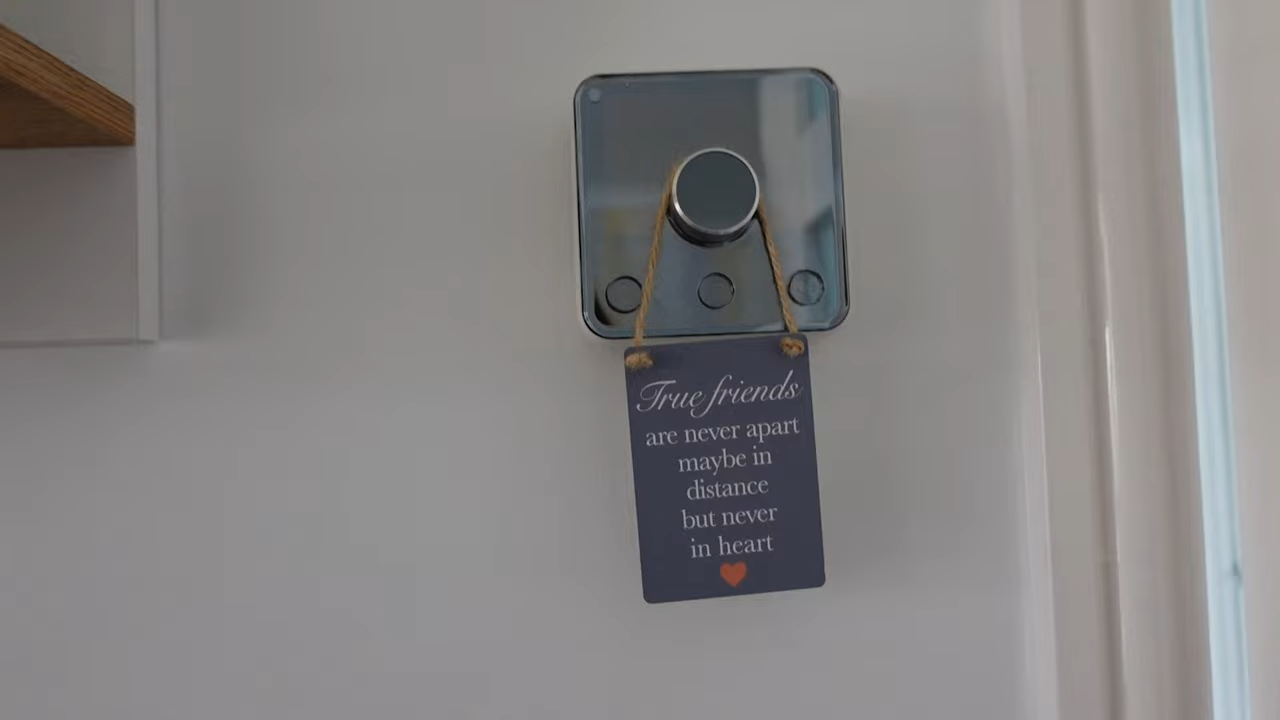 True friends
are never apart
maybe in
distance
but never
in heart